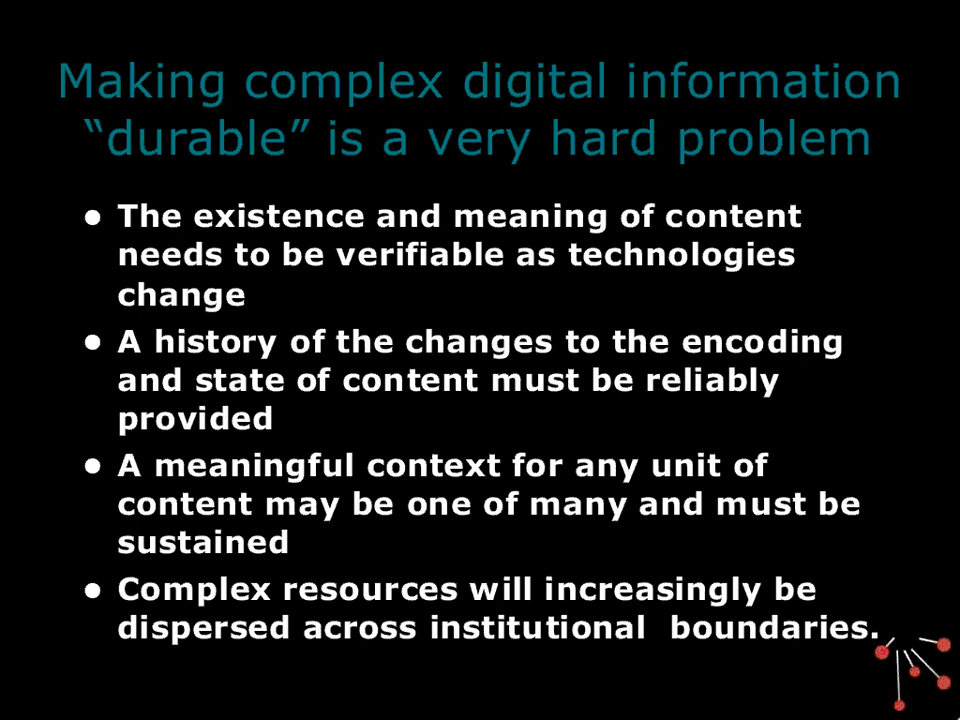 Making complex digital information
“durable” is a very hard problem
• The existence and meaning of content
needs to be verifiable as technologies
change
• A history of the changes to the encoding
and state of content must be reliably
provided
• A meaningful context for any unit of
content may be one of many and must be
sustained
• Complex resources will increasingly be
dispersed across institutional  boundaries.